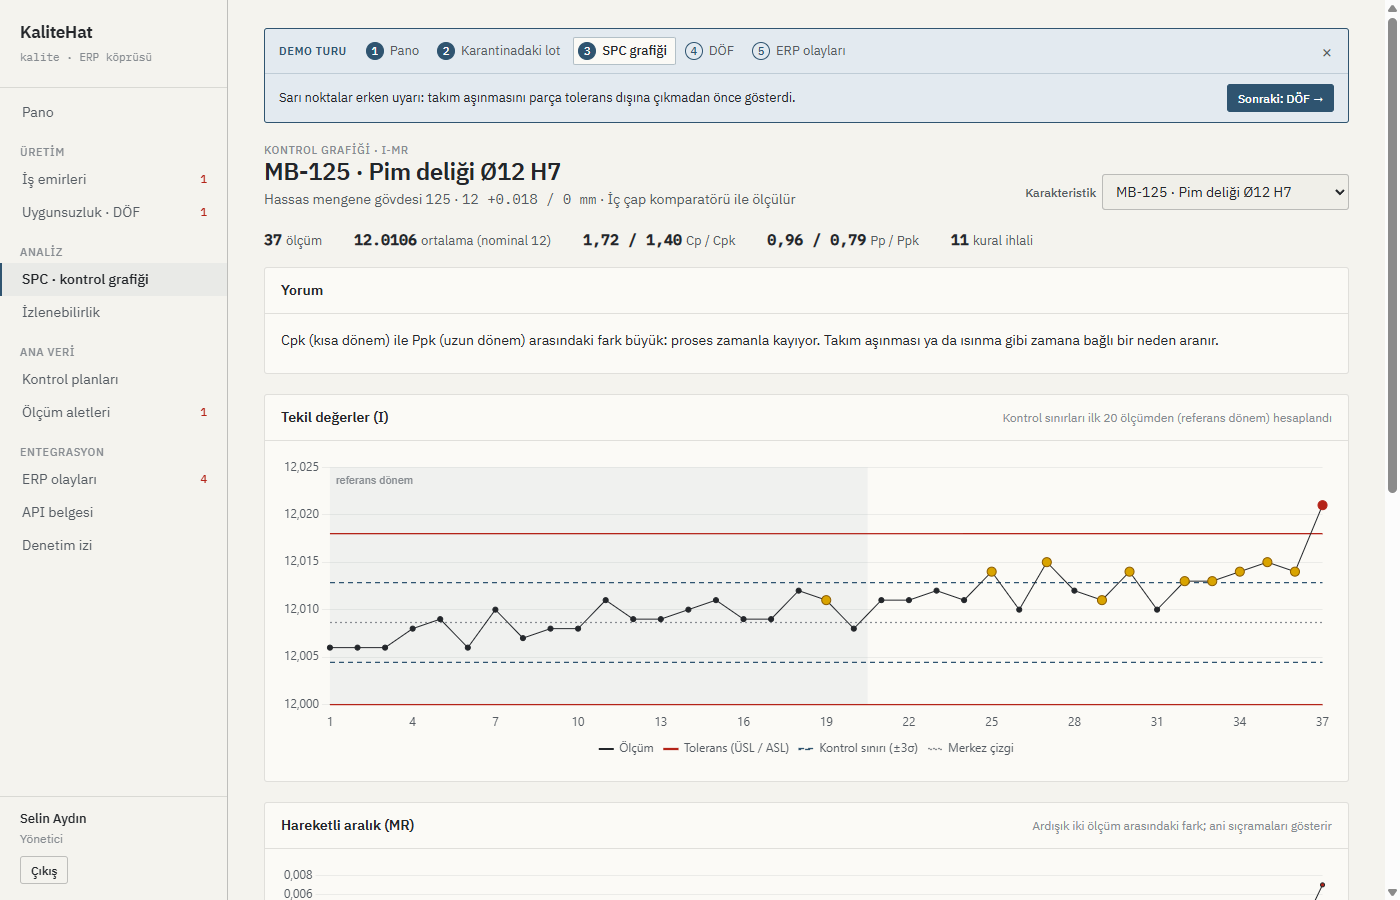 KaliteHat
kalite · ERP köprüsü
Pano
ÜRETİM
İş emirleri 1
Uygunsuzluk · DÖF 1
ANALİZ
SPC · kontrol grafiği
İzlenebilirlik
ANA VERİ
Kontrol planları
Ölçüm aletleri 1
ENTEGRASYON
ERP olayları 4
API belgesi
Denetim izi
Selin Aydın
Yönetici
Çıkış
DEMO TURU 1 Pano 2 Karantinadaki lot 3 SPC grafiği 4 DÖF 5 ERP olayları ×
Sarı noktalar erken uyarı: takım aşınmasını parça tolerans dışına çıkmadan önce gösterdi. Sonraki: DÖF →
KONTROL GRAFİĞİ · I-MR
MB-125 · Pim deliği Ø12 H7
Hassas mengene gövdesi 125 · 12 +0.018 / 0 mm · İç çap komparatörü ile ölçülür
Karakteristik MB-125 · Pim deliği Ø12 H7
37 ölçüm 12.0106 ortalama (nominal 12) 1,72 / 1,40 Cp / Cpk 0,96 / 0,79 Pp / Ppk 11 kural ihlali
Yorum
Cpk (kısa dönem) ile Ppk (uzun dönem) arasındaki fark büyük: proses zamanla kayıyor. Takım aşınması ya da ısınma gibi zamana bağlı bir neden aranır.
Tekil değerler (I) Kontrol sınırları ilk 20 ölçümden (referans dönem) hesaplandı
12,025
referans dönem
12,020
12,015
12,010
12,005
12,000
1 4 7 10 13 16 19 22 25 28 31 34 37
Ölçüm Tolerans (ÜSL / ASL) Kontrol sınırı (±3σ) Merkez çizgi
Hareketli aralık (MR) Ardışık iki ölçüm arasındaki fark; ani sıçramaları gösterir
0,008
0,006